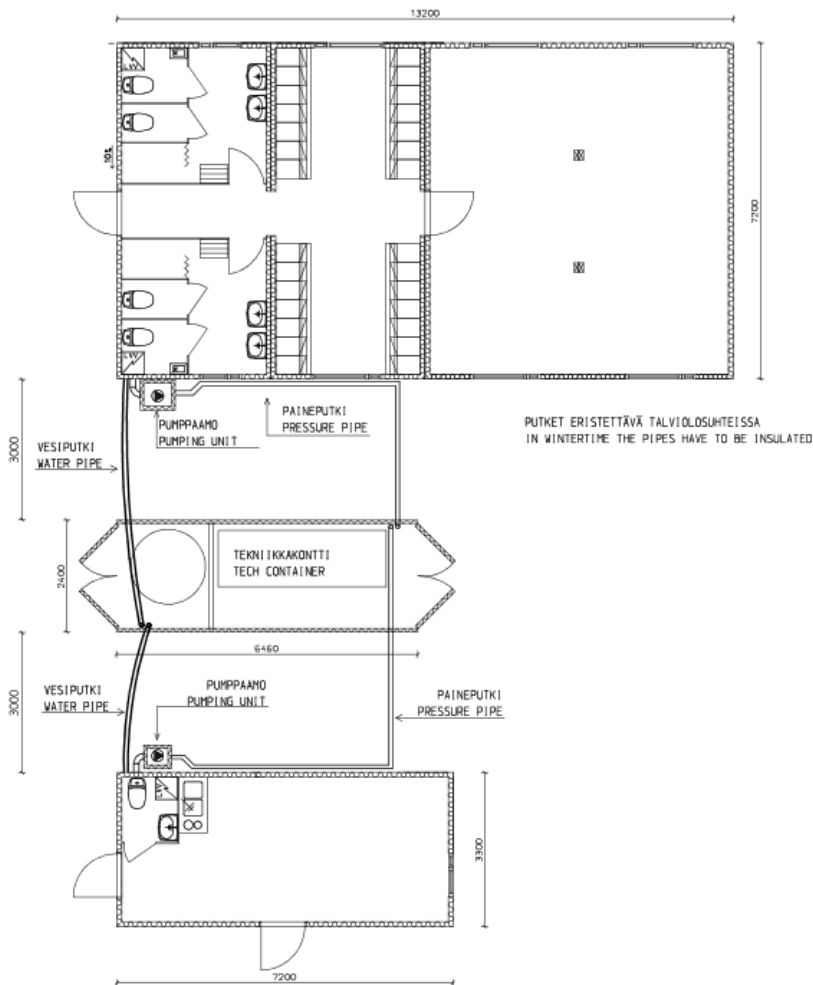 13200
10%
7200
3000
PUMPPAAMO
PUMPING UNIT
PAINEPUTKI
PRESSURE PIPE
PUTKET ERISTETTÄVÄ TALVIOLOSUHTEISSA
IN WINTERTIME THE PIPES HAVE TO BE INSULATED
VESIPUTKI
WATER PIPE
2400
TEKNIIKKAKONTTI
TECH CONTAINER
6460
3000
VESIPUTKI
WATER PIPE
PUMPPAAMO
PUMPING UNIT
PAINEPUTKI
PRESSURE PIPE
3300
7200